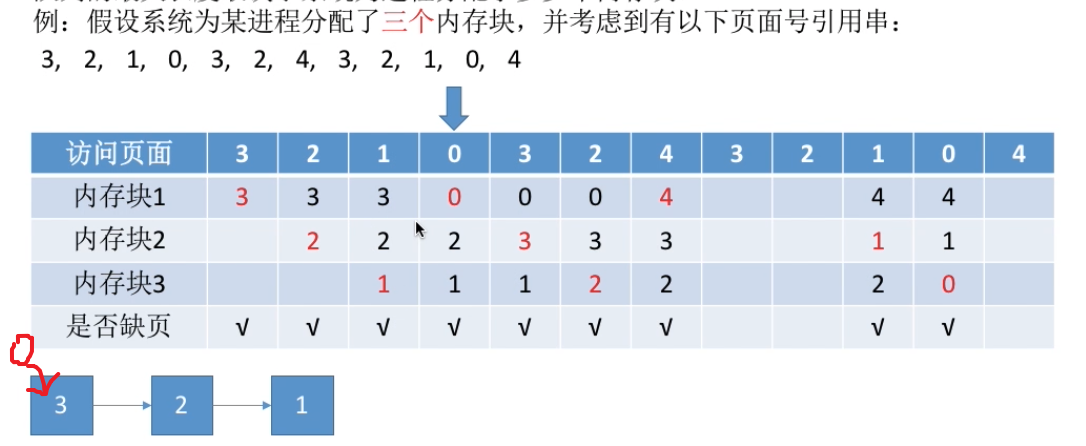 例：假设系统为某进程分配了三个内存块，并考虑到有以下页面号引用串：
3, 2, 1, 0, 3, 2, 4, 3, 2, 1, 0, 4
访问页面 3 2 1 0 3 2 4 3 2 1 0 4
内存块1 3 3 3 0 0 0 4 4 4
内存块2 2 2 2 3 3 3 1 1
内存块3 1 1 1 2 2 2 0
是否缺页 √ √ √ √ √ √ √ √ √
0
3 2 1